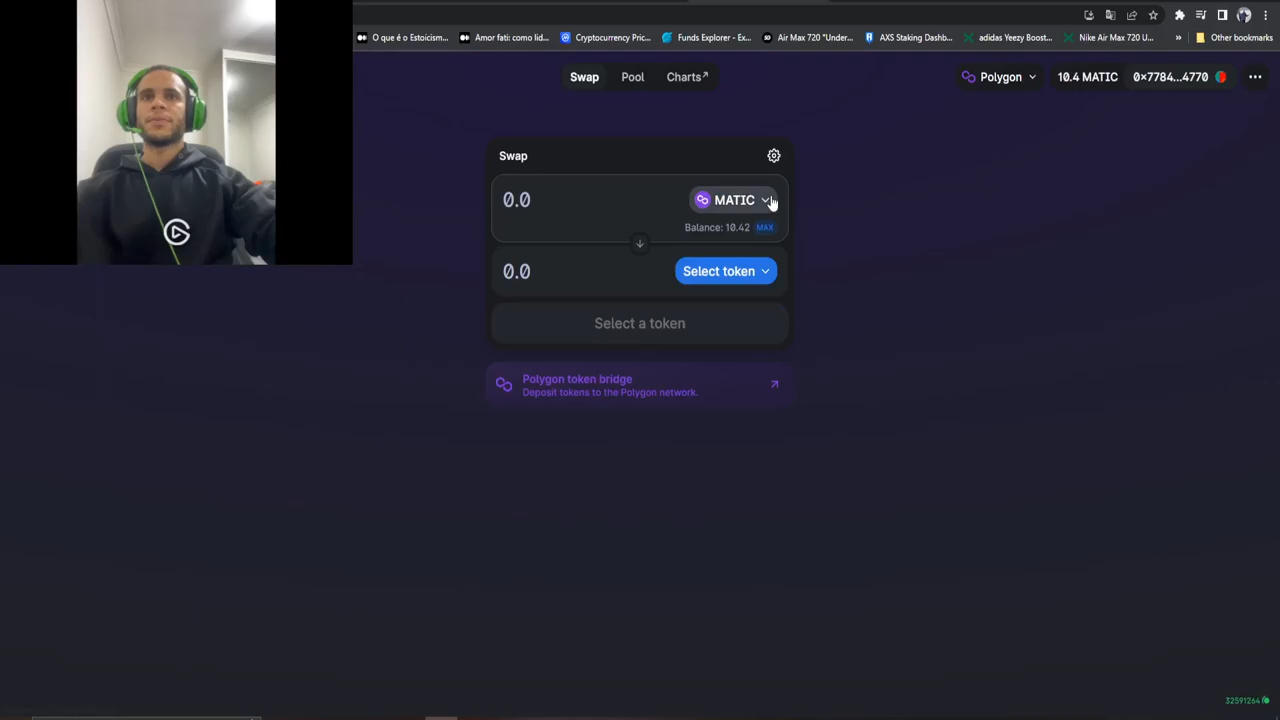 O que é o Estoicism...
Amor fati: como lid...
Cryptocurrency Pric...
Funds Explorer - Ex...
Air Max 720 "Under...
AXS Staking Dashb...
adidas Yeezy Boost...
Nike Air Max 720 U...
»
Other bookmarks
Swap
Pool
Charts↗
Polygon
10.4 MATIC
0×7784...4770
Swap
0.0
MATIC
Balance: 10.42 MAX
0.0
Select token
Select a token
Polygon token bridge
Deposit tokens to the Polygon network.
32591264